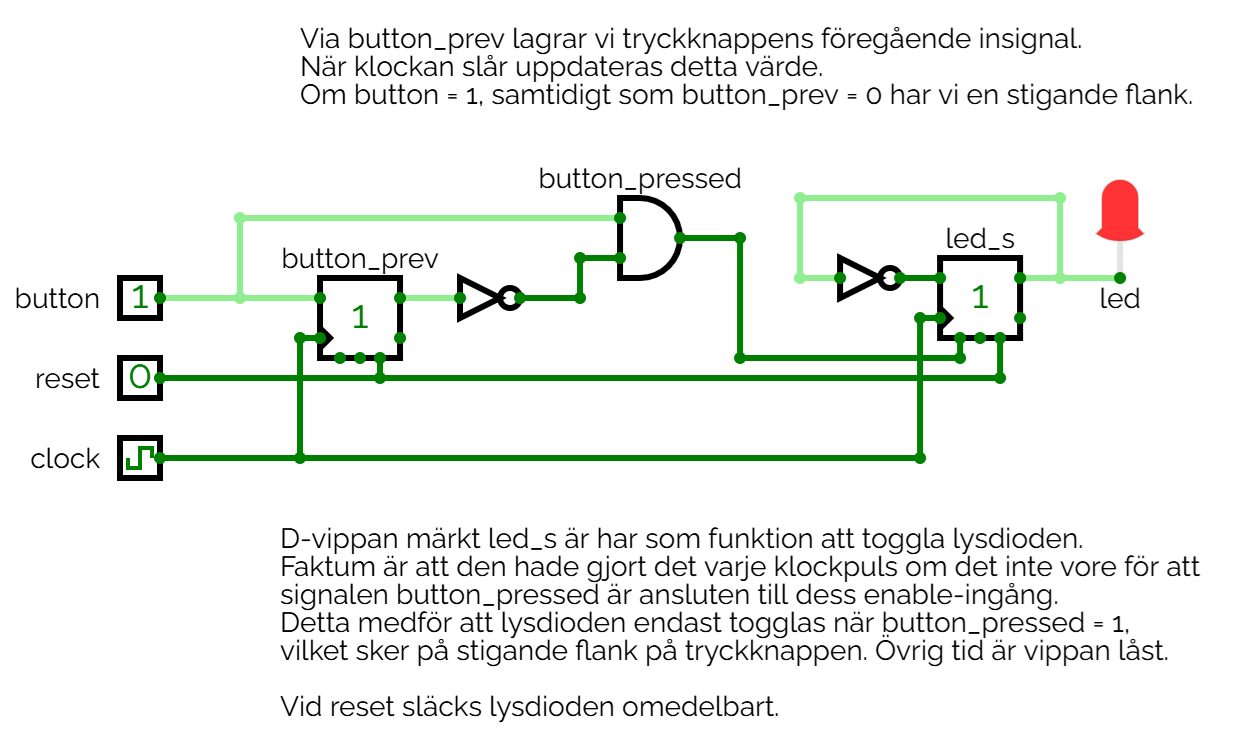 Via button_prev lagrar vi tryckknappens föregående insignal.
När klockan slår uppdateras detta värde.
Om button = 1, samtidigt som button_prev = 0 har vi en stigande flank.
button_pressed
led_s
button_prev
button
1
1
1
led
reset
0
clock
D-vippan märkt led_s är har som funktion att toggla lysdioden.
Faktum är att den hade gjort det varje klockpuls om det inte vore för att
signalen button_pressed är ansluten till dess enable-ingång.
Detta medför att lysdioden endast togglas när button_pressed = 1,
vilket sker på stigande flank på tryckknappen. Övrig tid är vippan låst.
Vid reset släcks lysdioden omedelbart.